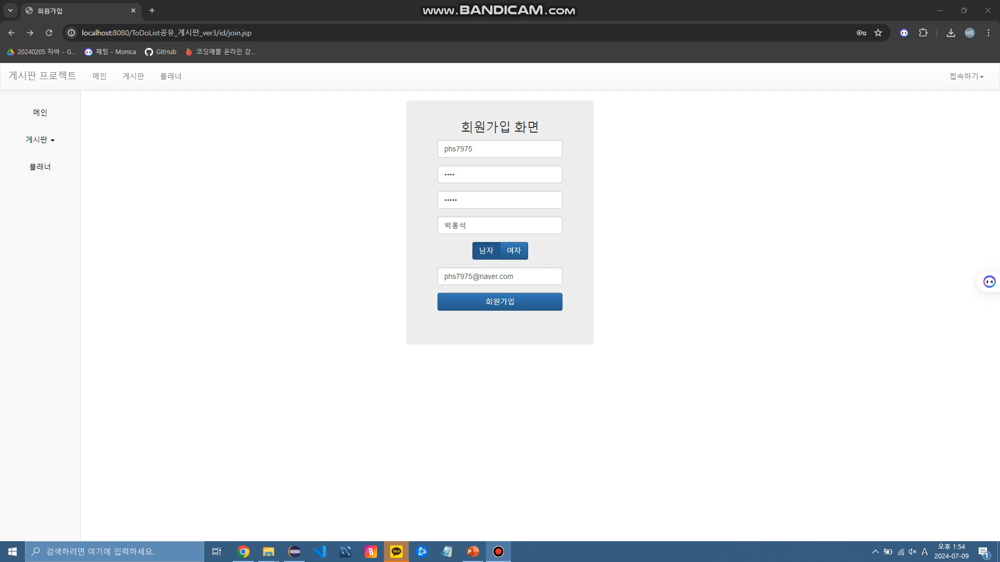 회원가입
www.BANDICAM.com
localhost:8080/ToDoList공유_게시판_ver3/id/join.jsp
HS
20240205 자바 - G...
채팅 - Monica
GitHub
코딩애플 온라인 강...
게시판 프로젝트
메인
게시판
플래너
접속하기
메인
게시판
플래너
회원가입 화면
phs7975
••••
•••••
박홍석
남자
여자
phs7975@naver.com
회원가입
검색하려면 여기에 입력하세요.
TALK
A
오후 1:54
2024-07-09
1